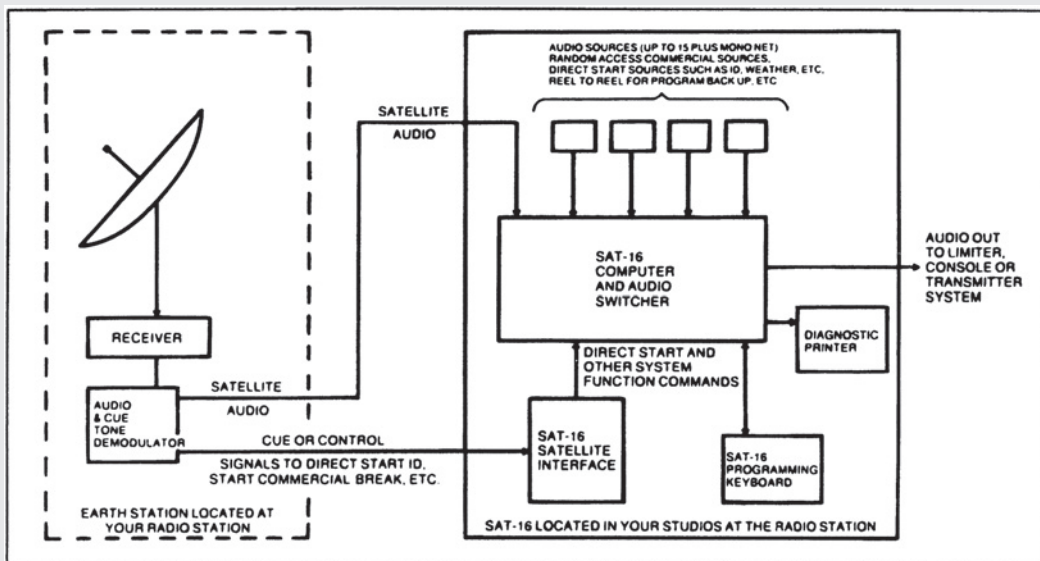 AUDIO SOURCES (UP TO 15 PLUS MONO NET)
RANDOM ACCESS COMMERCIAL SOURCES,
DIRECT START SOURCES SUCH AS ID, WEATHER, ETC,
REEL TO REEL FOR PROGRAM BACK UP, ETC
SATELLITE
AUDIO
SAT-16
COMPUTER
AND AUDIO
SWITCHER
AUDIO OUT
TO LIMITER,
CONSOLE OR
TRANSMITTER
SYSTEM
RECEIVER
DIAGNOSTIC
PRINTER
DIRECT START AND
OTHER SYSTEM
FUNCTION COMMANDS
AUDIO
& CUE
TONE
DEMODULATOR
SATELLITE
AUDIO
CUE OR CONTROL
SIGNALS TO DIRECT START ID,
START COMMERCIAL BREAK, ETC.
SAT-16
SATELLITE
INTERFACE
SAT-16
PROGRAMMING
KEYBOARD
EARTH STATION LOCATED AT
YOUR RADIO STATION
SAT-16 LOCATED IN YOUR STUDIOS AT THE RADIO STATION